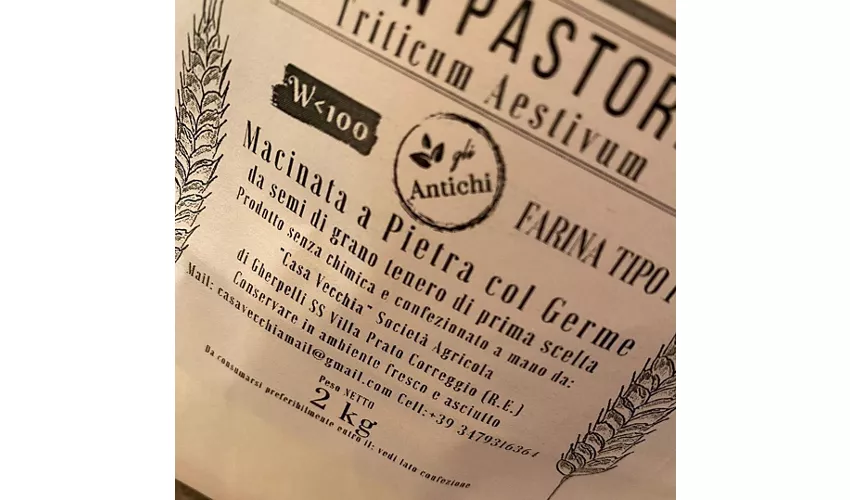 N PASTOR
Triticum Aestivum
W<100
gli
Antichi
FARINA TIPO 1
Macinata a Pietra col Germe
da semi di grano tenero di prima scelta
Prodotto senza chimica e confezionato a mano da:
"Casa Vecchia" Società Agricola
di Gherpelli SS Villa Prato Correggio (R.E.)
Conservare in ambiente fresco e asciutto
Mail: casavecchiamail@gmail.com Cell:+39 3479316364
Peso NETTO
2 kg
Da consumarsi preferibilmente entro il: vedi lato confezione